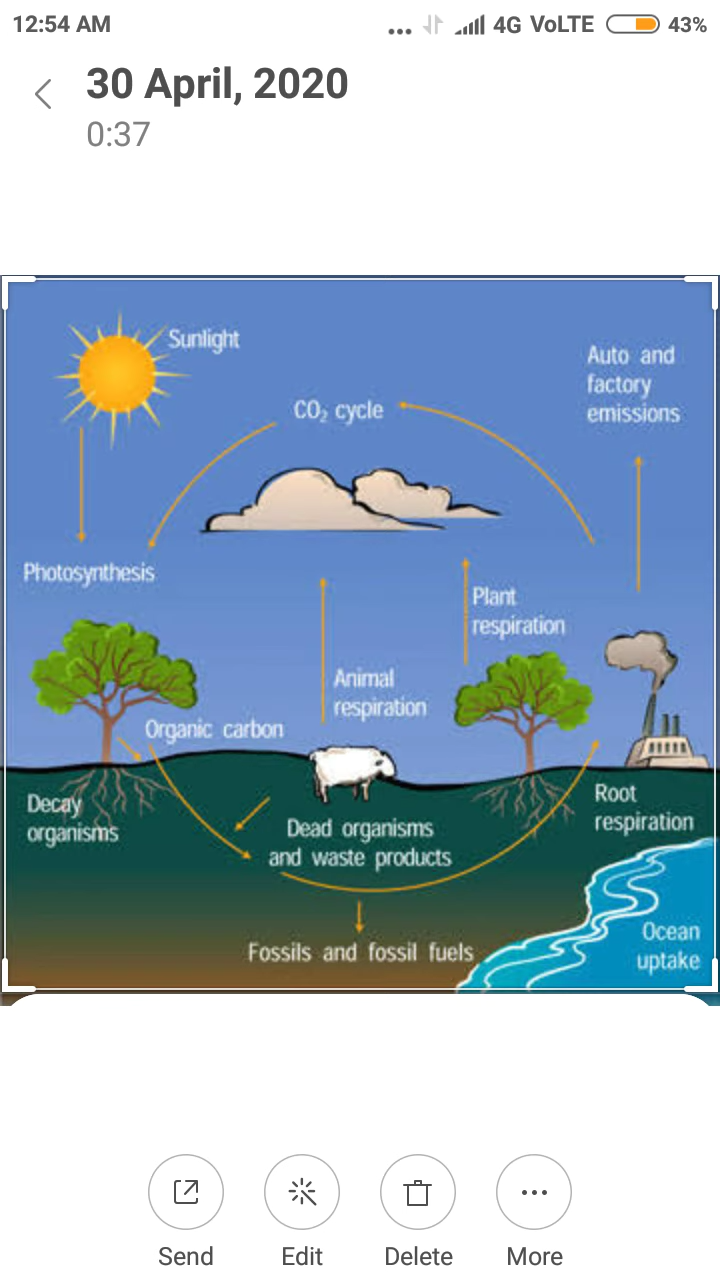 12:54 AM
... 4G VoLTE 43%
30 April, 2020
0:37
Sunlight
Auto and
factory
emissions
CO₂ cycle
Photosynthesis
Plant
respiration
Animal
respiration
Organic carbon
Decay
organisms
Root
respiration
Dead organisms
and waste products
Ocean
uptake
Fossils and fossil fuels
Send Edit Delete More